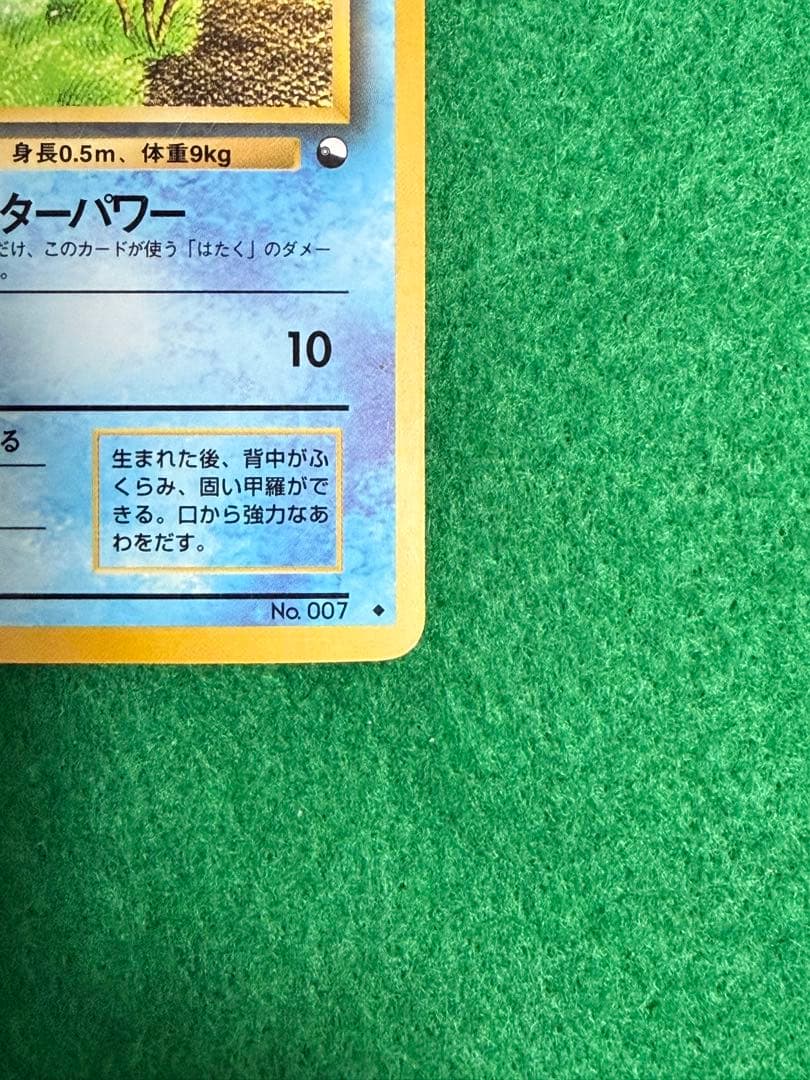 身長0.5m、体重9kg
ターパワー
だけ、このカードが使う「はたく」のダメー
。
10
る
生まれた後、背中がふ
くらみ、固い甲羅がで
きる。口から強力なあ
わをだす。
No. 007 ◆